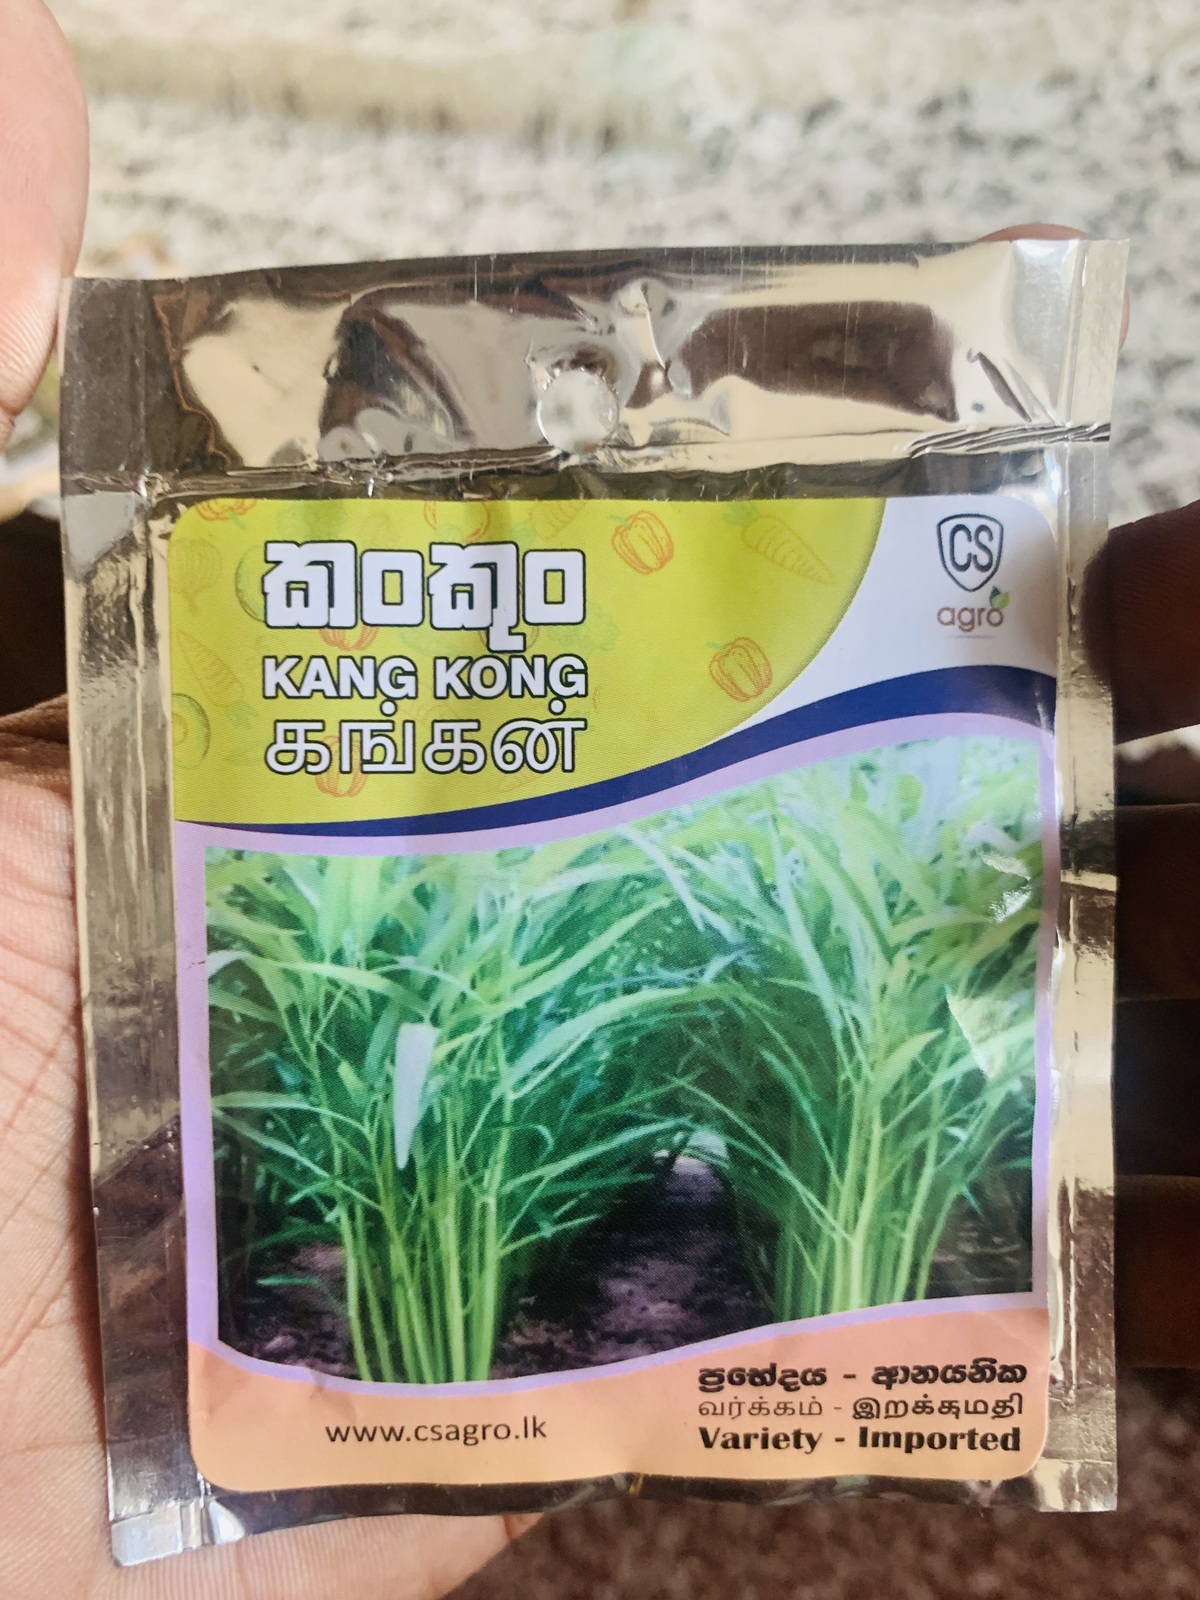 කංකුං
KANG KONG
கங்கன்
CS
agro
ප්‍රභේදය - ආනයනික
வர்க்கம் - இறக்குமதி
Variety - Imported
www.csagro.lk